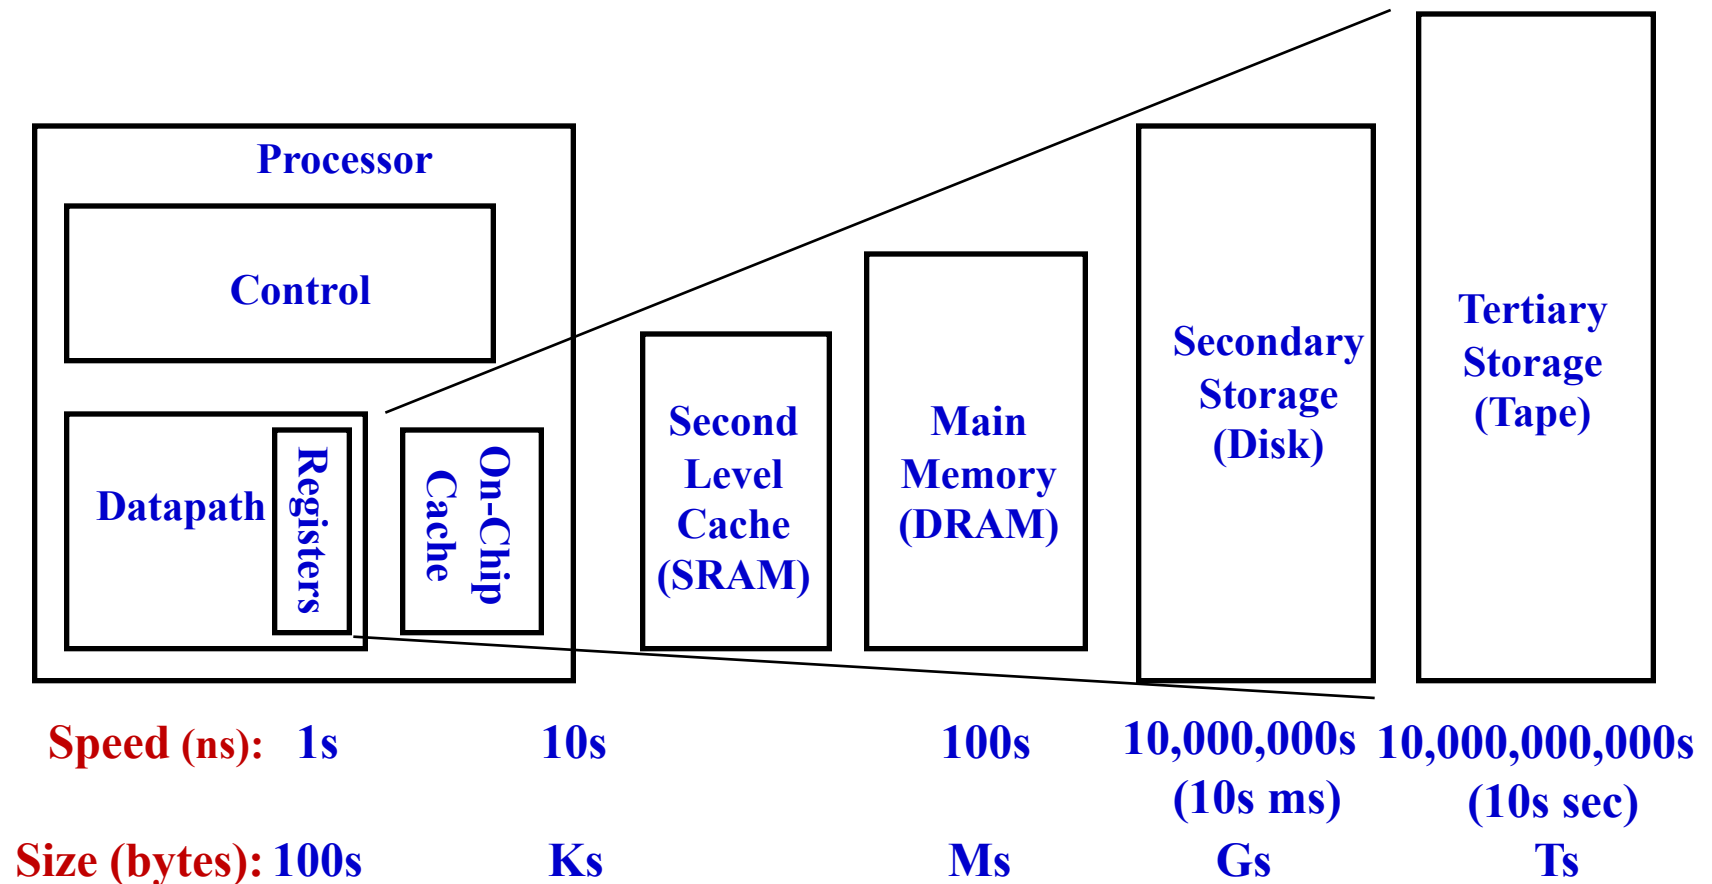 Processor
Control
Datapath
Registers
On-Chip
Cache
Second
Level
Cache
(SRAM)
Main
Memory
(DRAM)
Secondary
Storage
(Disk)
Tertiary
Storage
(Tape)
Speed (ns): 1s 10s 100s 10,000,000s 10,000,000,000s
(10s ms) (10s sec)
Size (bytes): 100s Ks Ms Gs Ts